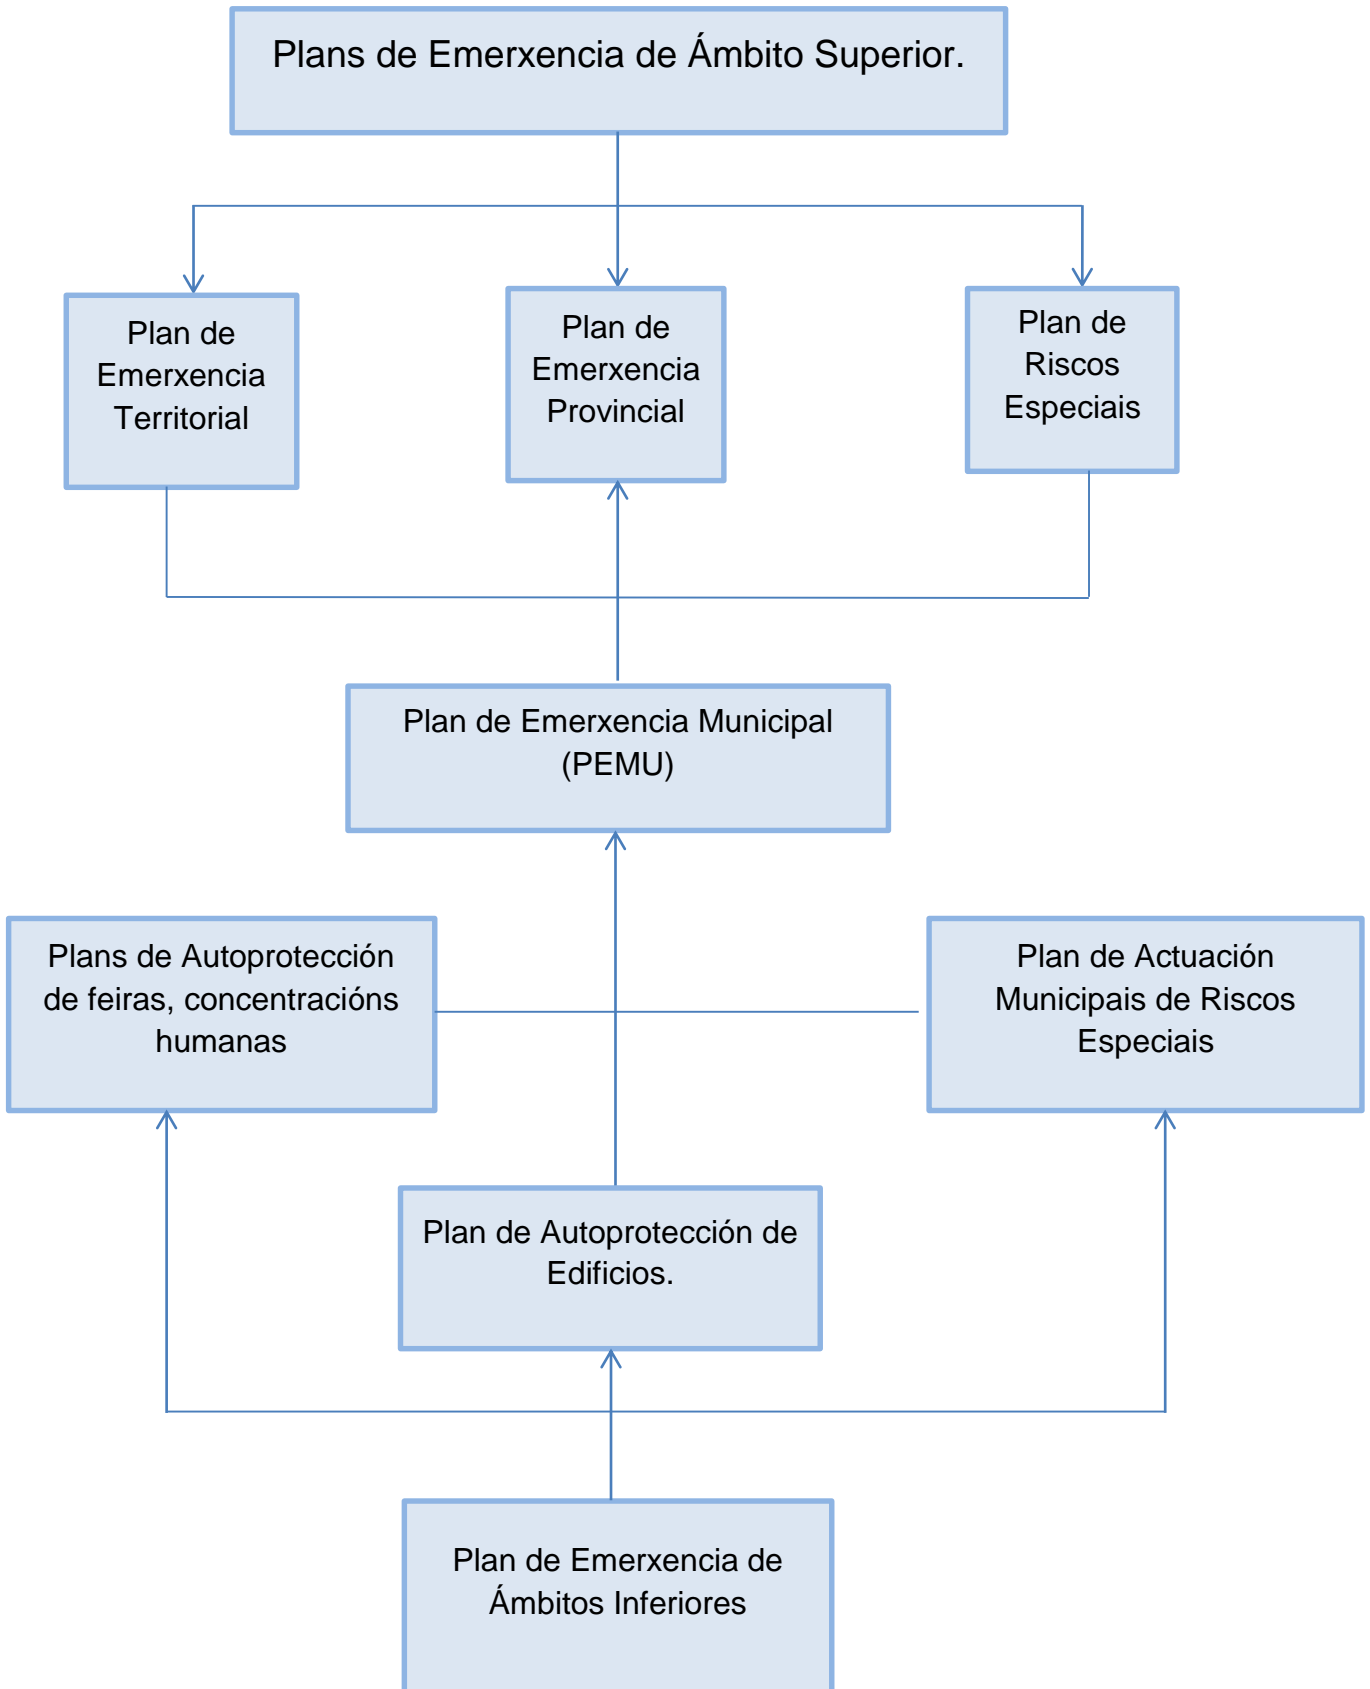 Plans de Emerxencia de Ámbito Superior.
Plan de
Emerxencia
Territorial
Plan de
Emerxencia
Provincial
Plan de
Riscos
Especiais
Plan de Emerxencia Municipal
(PEMU)
Plans de Autoprotección
de feiras, concentracións
humanas
Plan de Actuación
Municipais de Riscos
Especiais
Plan de Autoprotección de
Edificios.
Plan de Emerxencia de
Ámbitos Inferiores